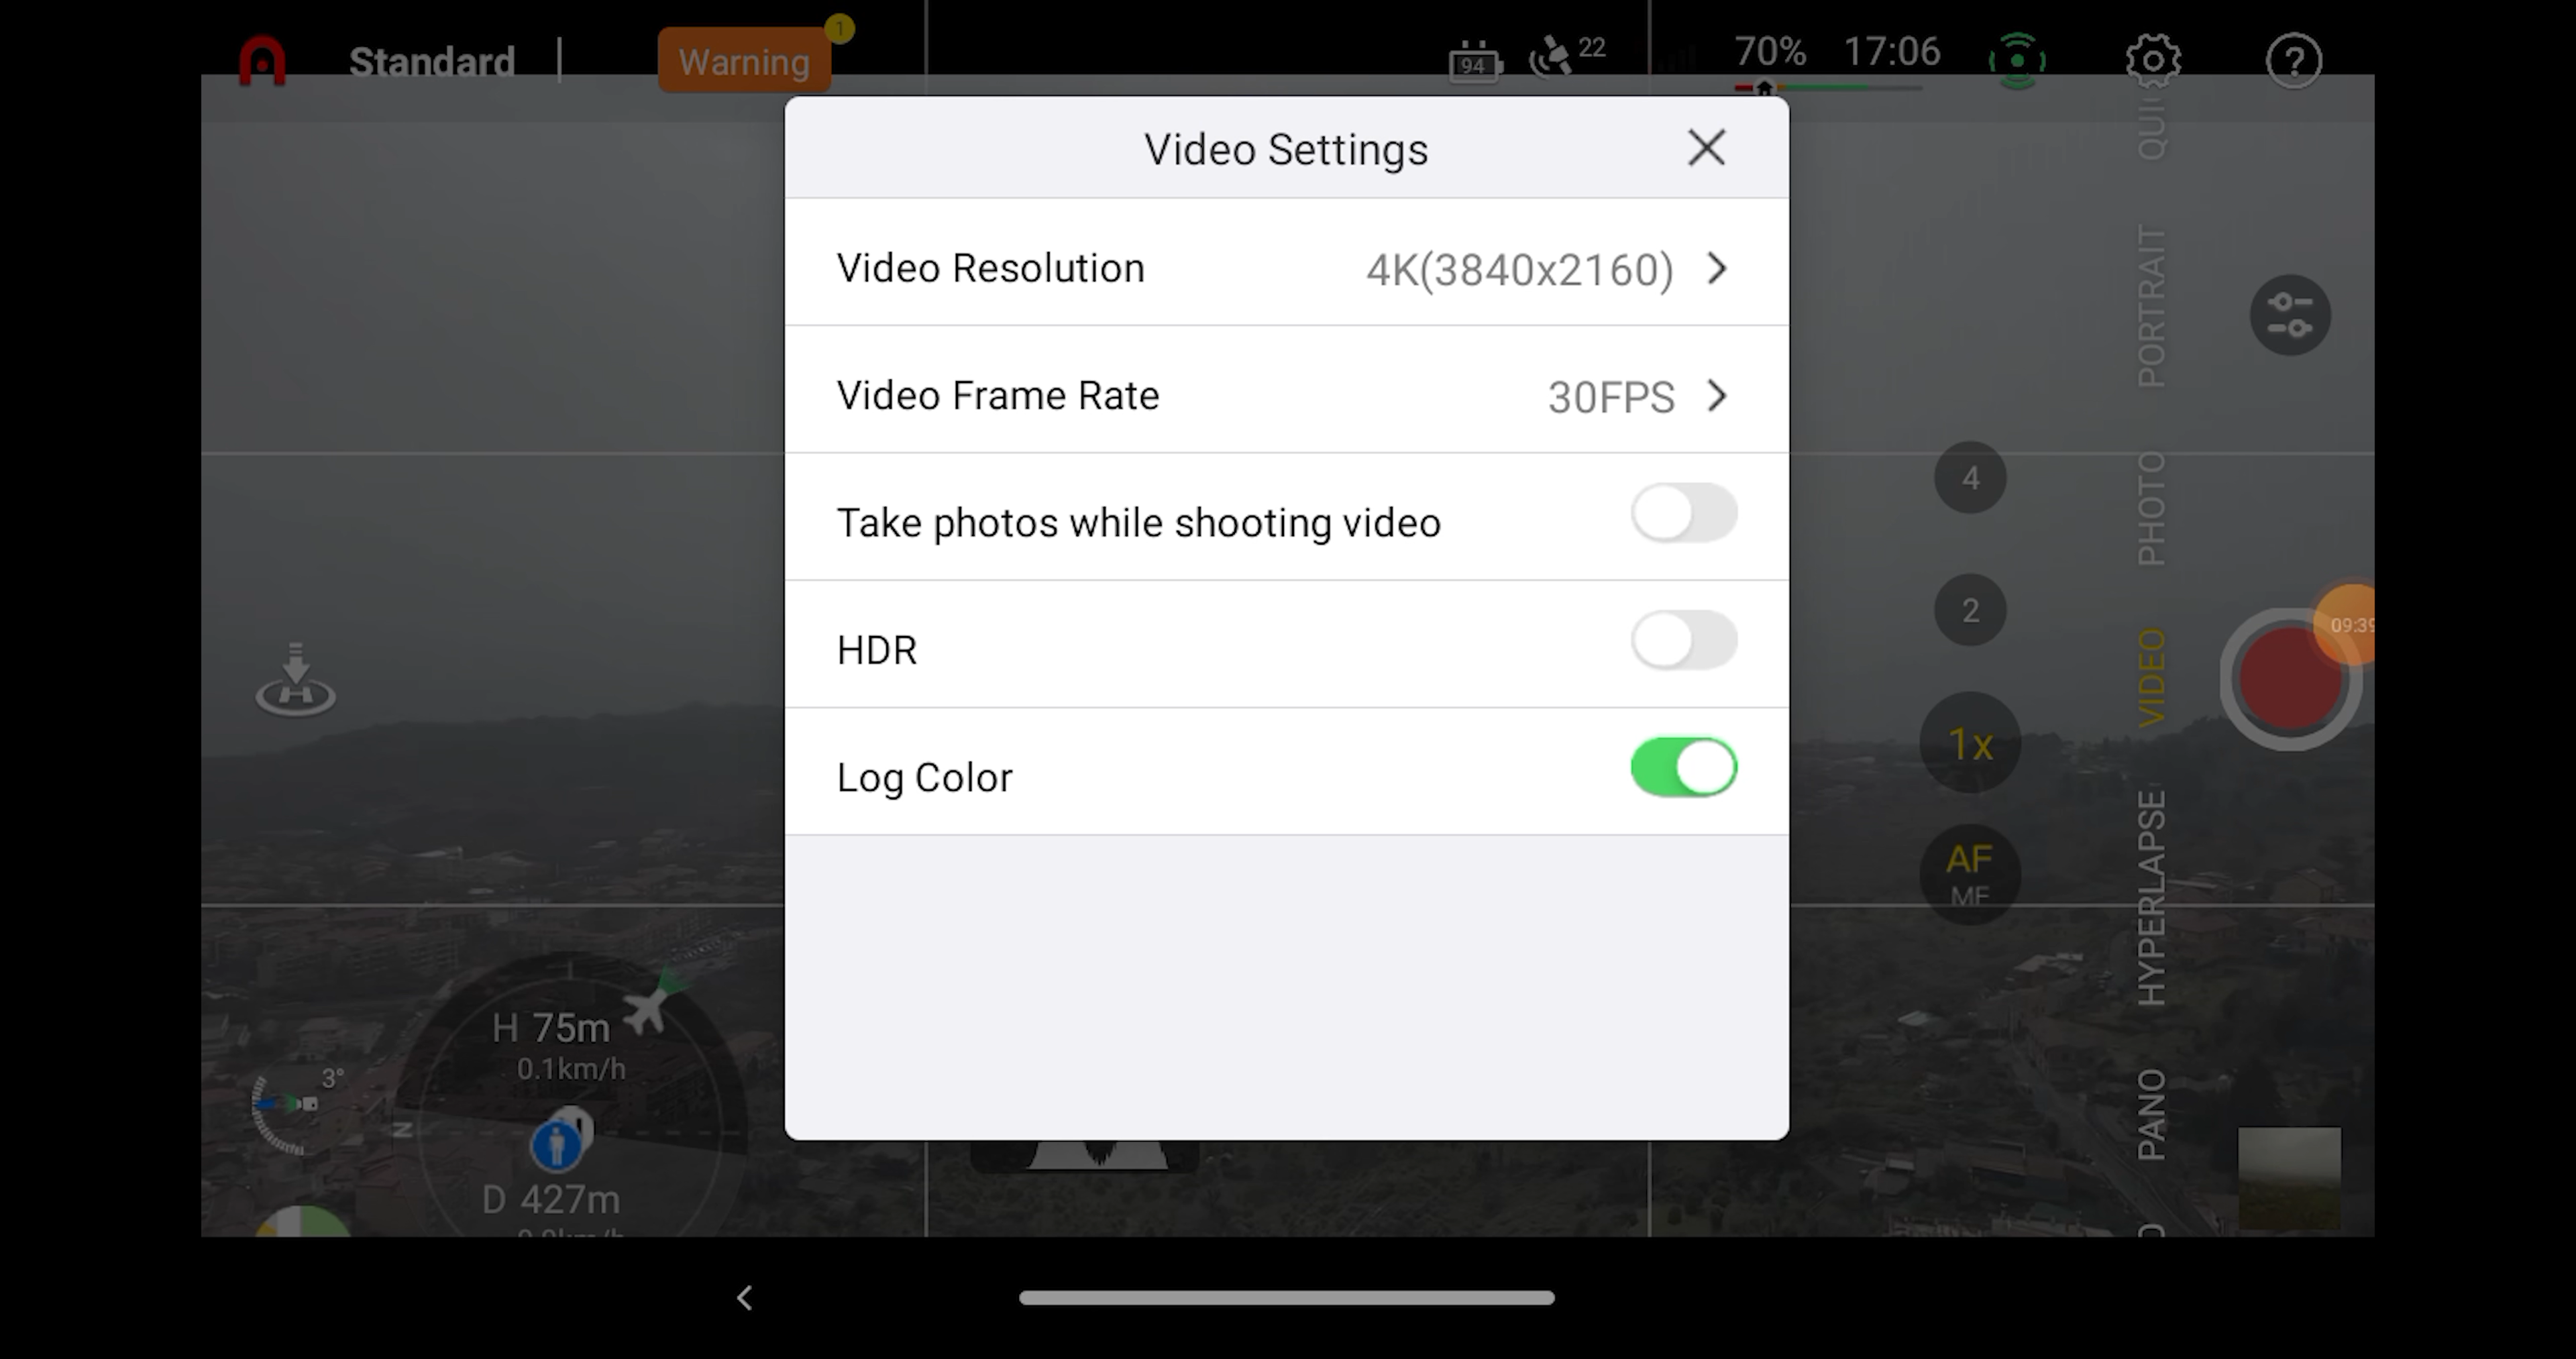 Standard
Warning
1
94
22
70%
17:06
?
Video Settings
Video Resolution 4K(3840x2160)
Video Frame Rate 30FPS
Take photos while shooting video
HDR
Log Color
4
2
1x
AF
MF
PORTRAIT
PHOTO
VIDEO
HYPERLAPSE
PANO
09:39
H 75m
0.1km/h
3°
N
D 427m